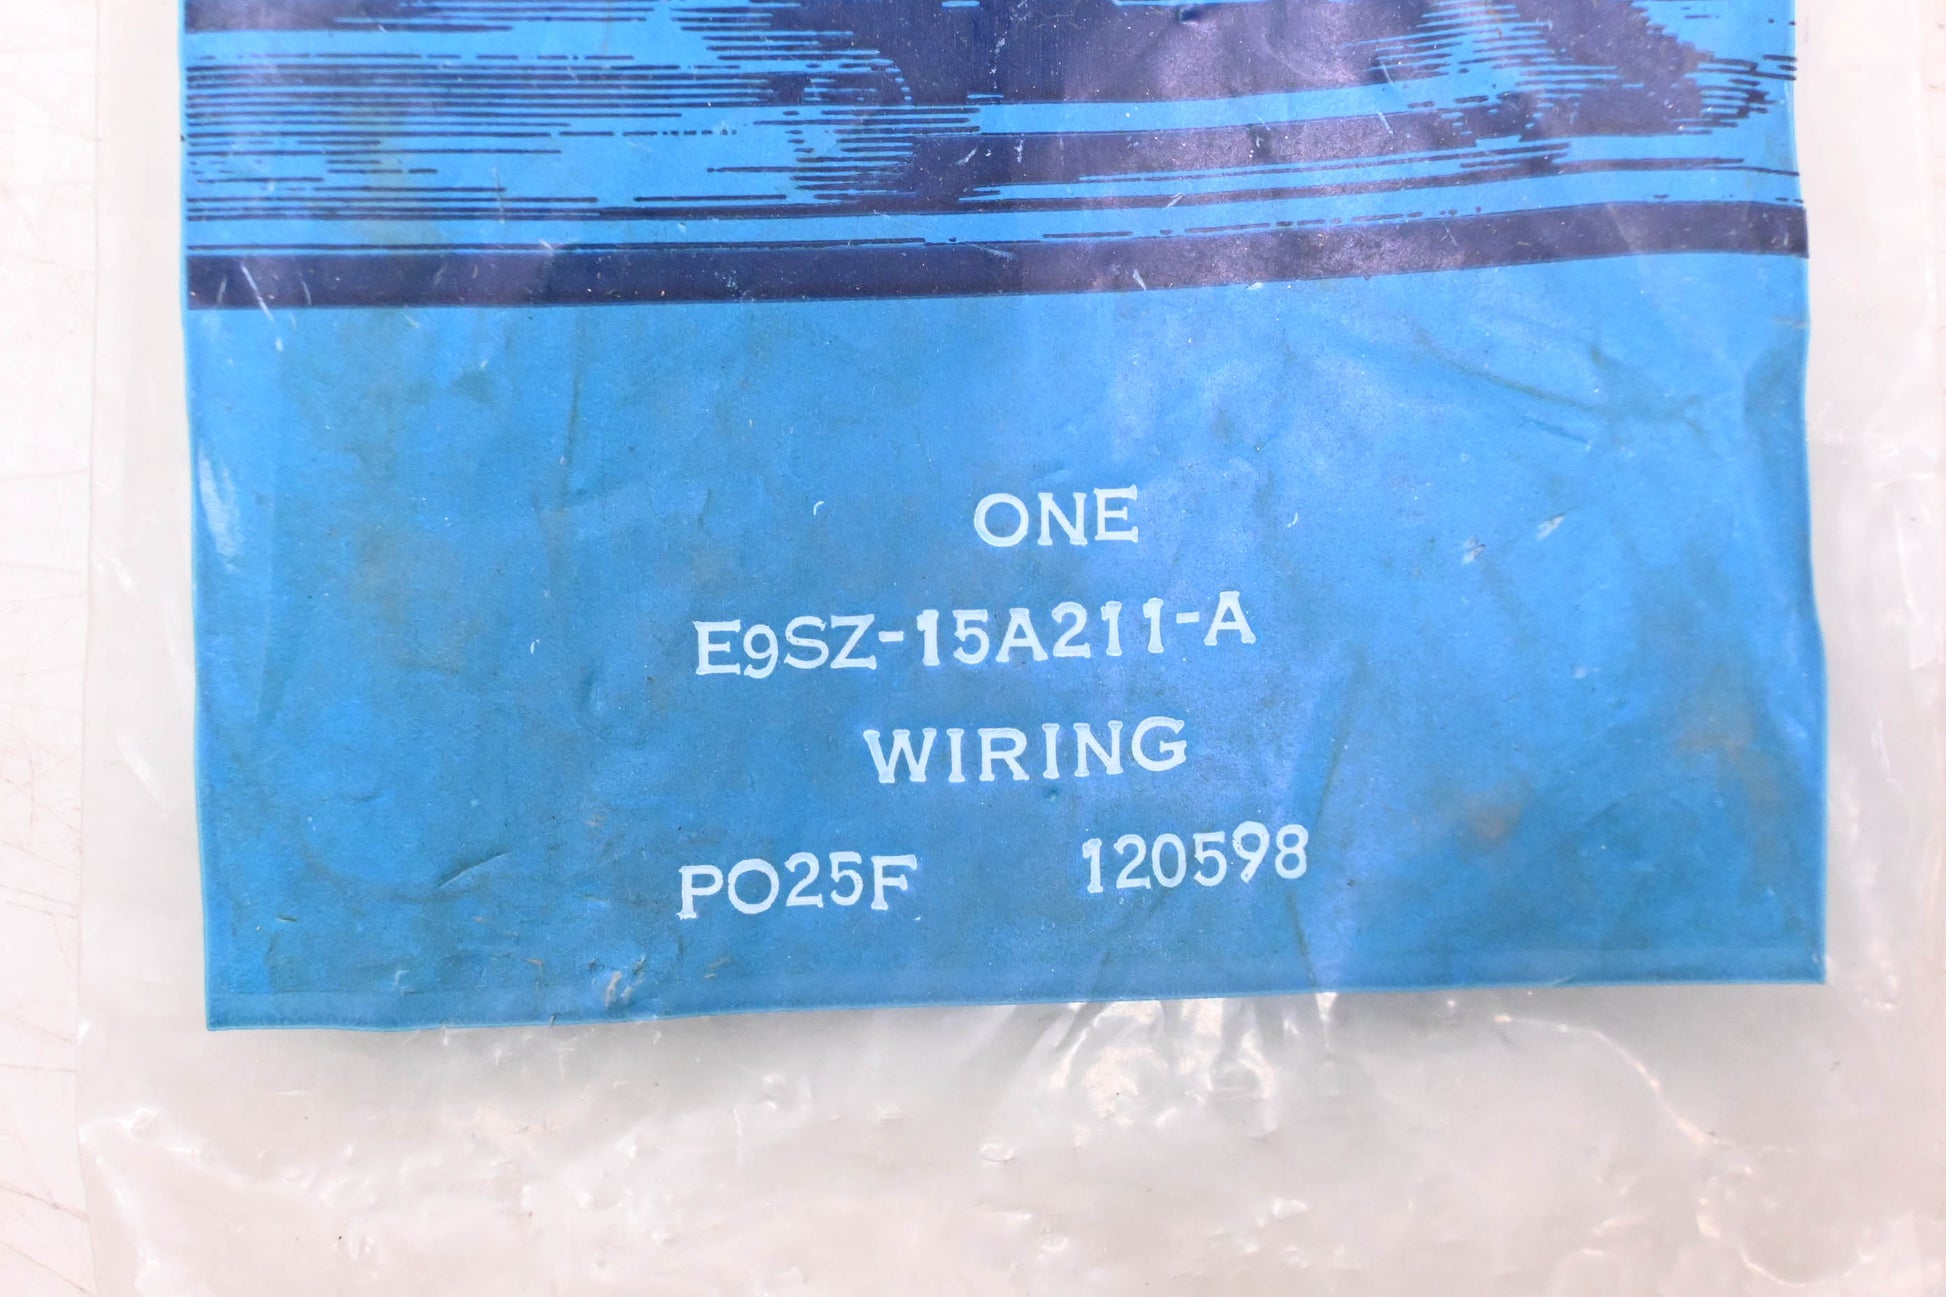 ONE
E9SZ-15A211-A
WIRING
PO25F 120598